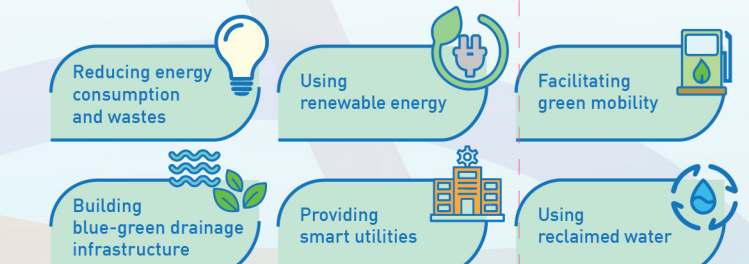 Reducing energy
consumption
and wastes
Using
renewable energy
Facilitating
green mobility
Building
blue-green drainage
infrastructure
Providing
smart utilities
Using
reclaimed water